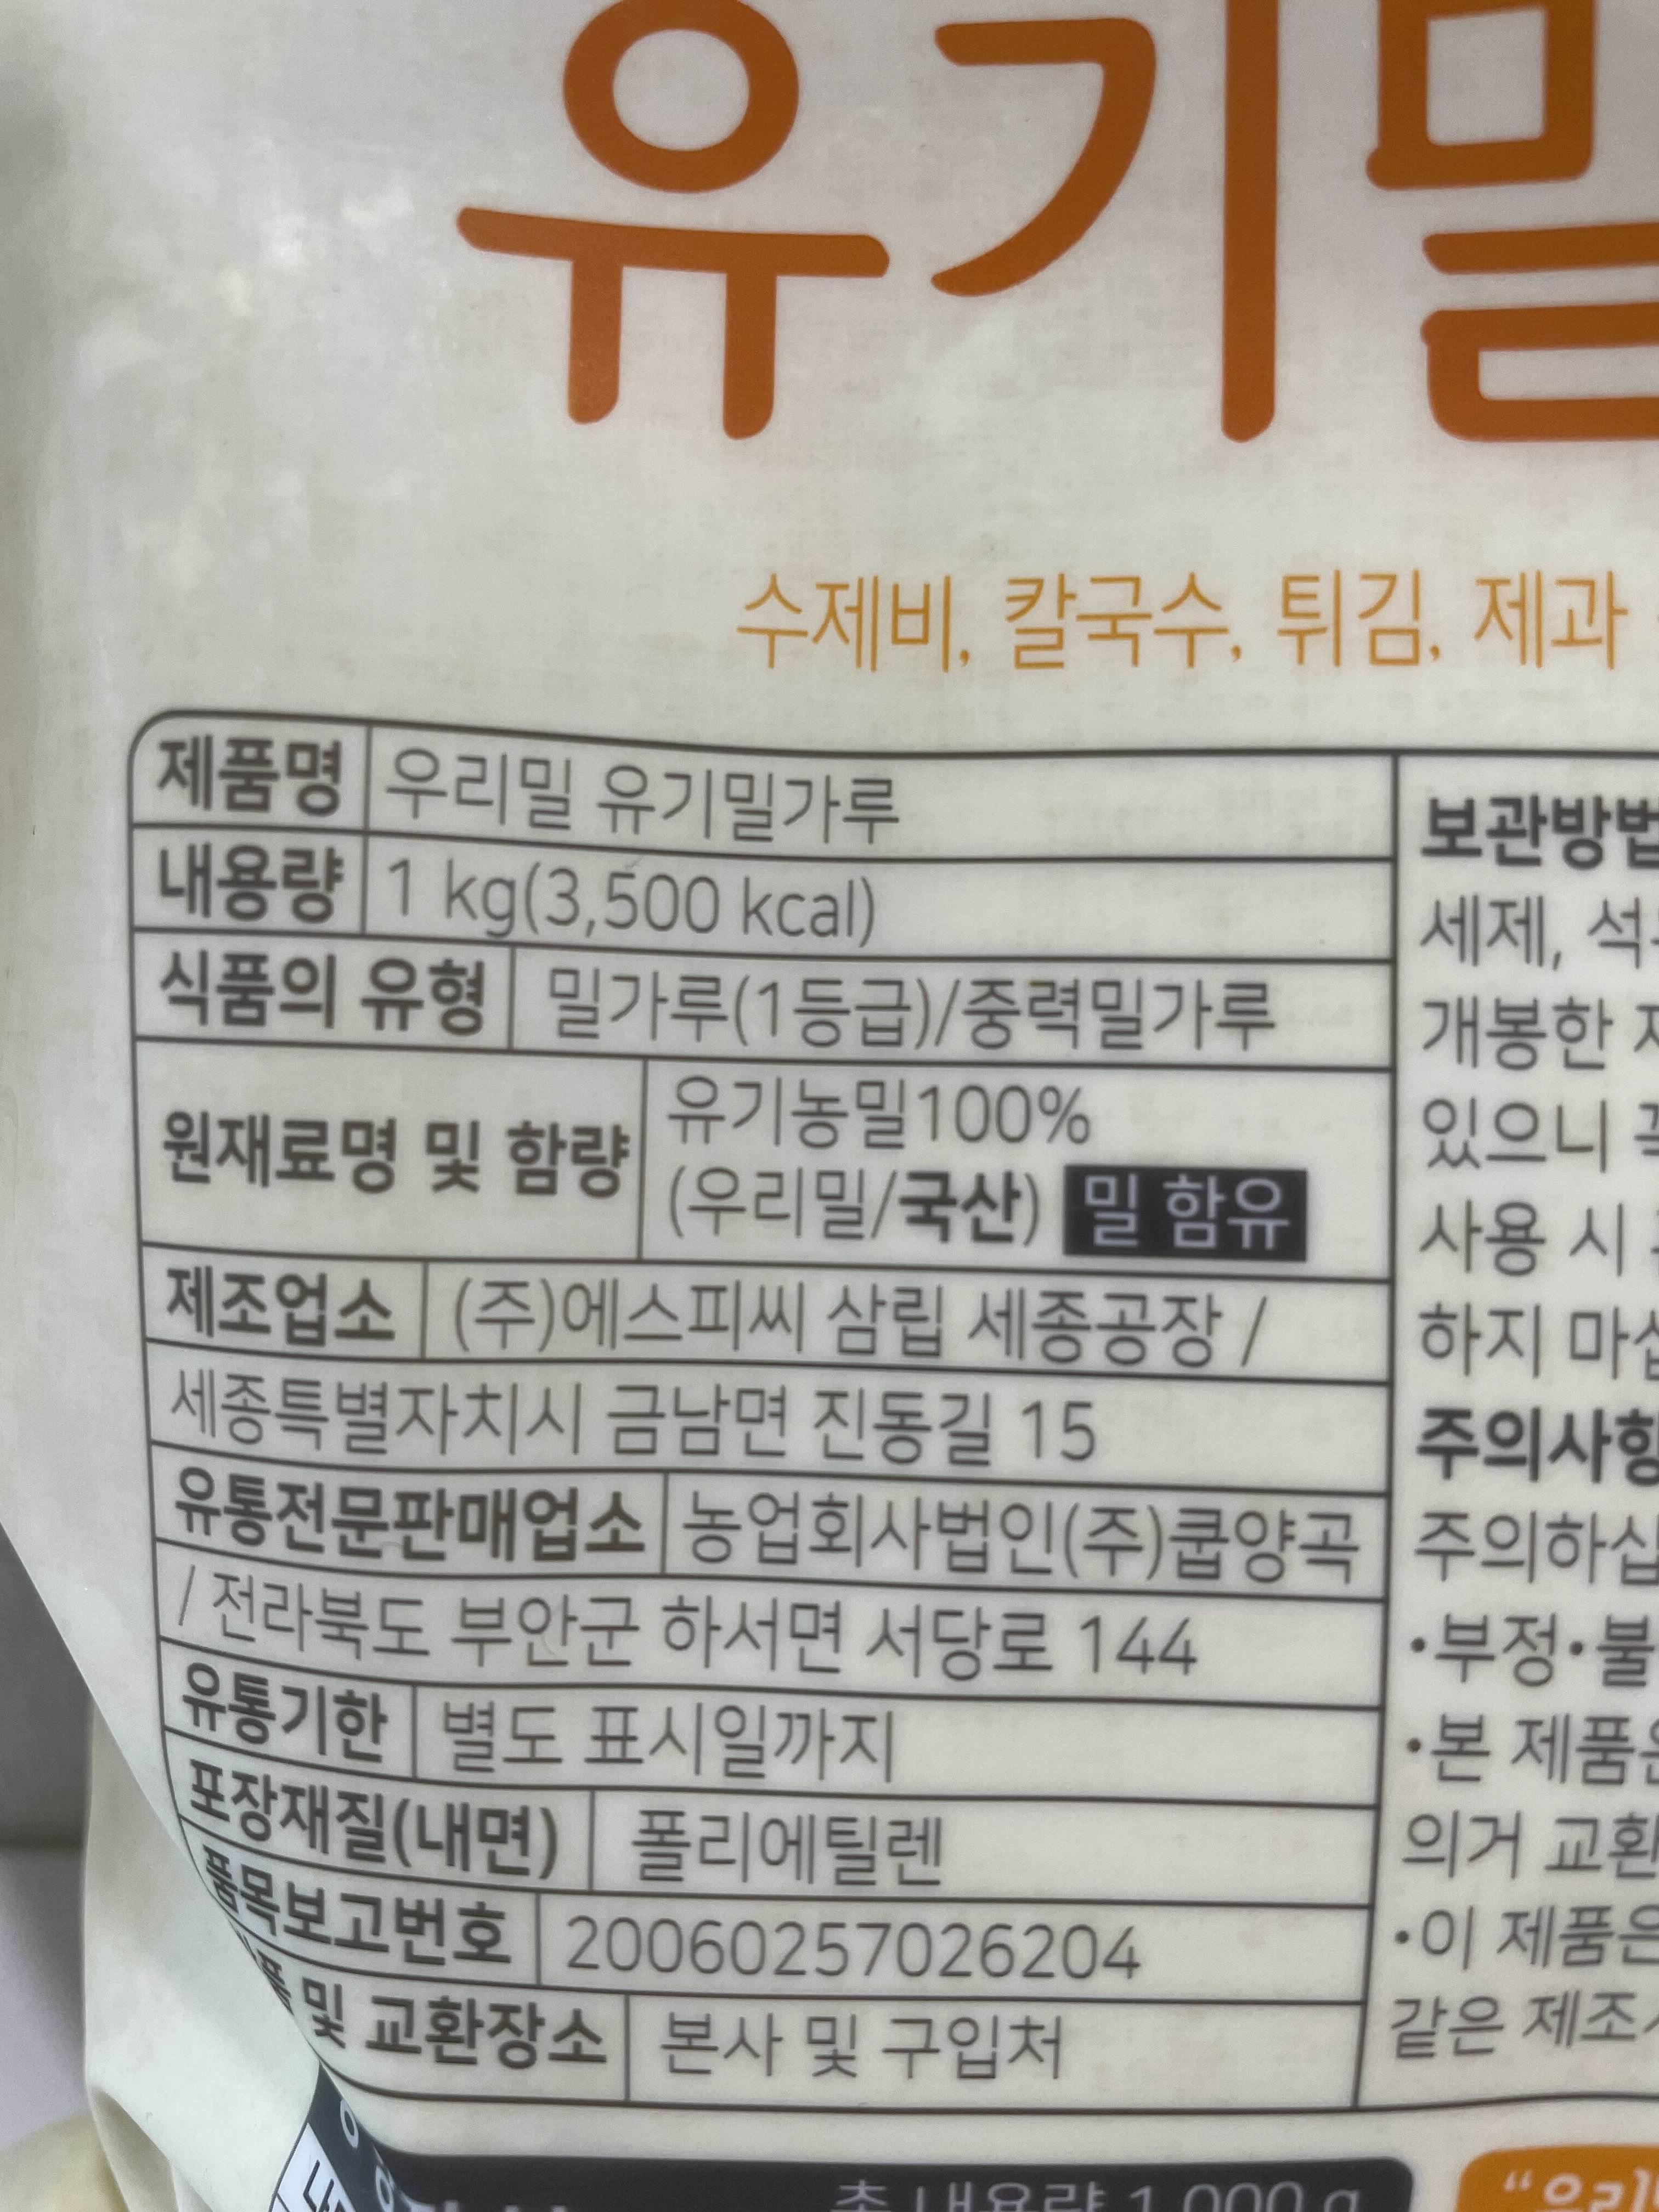 유기밀
수제비, 칼국수, 튀김, 제과
제품명 우리밀 유기밀가루
내용량 1 kg(3,500 kcal)
식품의 유형 밀가루(1등급)/중력밀가루
원재료명 및 함량 유기농밀100%
(우리밀/국산) 밀 함유
제조업소 (주)에스피씨 삼립 세종공장 /
세종특별자치시 금남면 진동길 15
유통전문판매업소 농업회사법인(주)쿱양곡
/ 전라북도 부안군 하서면 서당로 144
유통기한 별도 표시일까지
포장재질(내면) 폴리에틸렌
품목보고번호 20060257026204
및 교환장소 본사 및 구입처
보관방법
세제,
개봉한
있으니
사용 시
하지
주의사항
•부정•불
•본 제품은
의거 교환
•이 제품은
같은
총 내용량 1,000 g